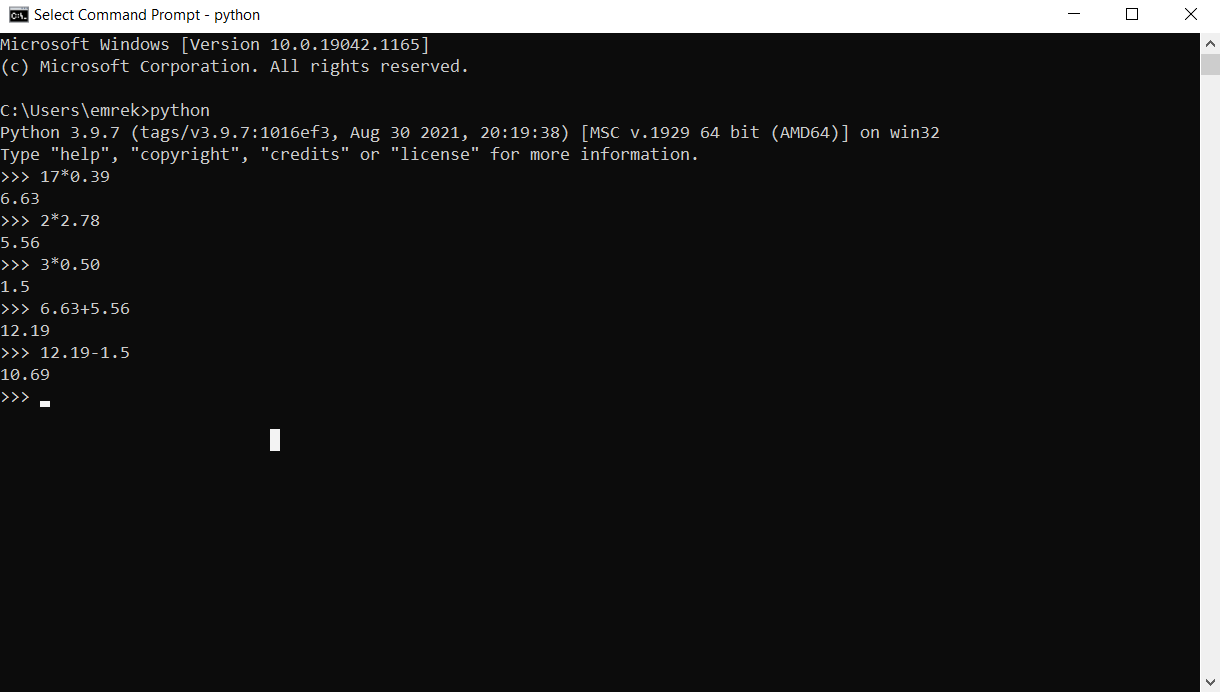 Select Command Prompt - python
Microsoft Windows [Version 10.0.19042.1165]
(c) Microsoft Corporation. All rights reserved.
C:\Users\emrek>python
Python 3.9.7 (tags/v3.9.7:1016ef3, Aug 30 2021, 20:19:38) [MSC v.1929 64 bit (AMD64)] on win32
Type "help", "copyright", "credits" or "license" for more information.
>>> 17*0.39
6.63
>>> 2*2.78
5.56
>>> 3*0.50
1.5
>>> 6.63+5.56
12.19
>>> 12.19-1.5
10.69
>>>